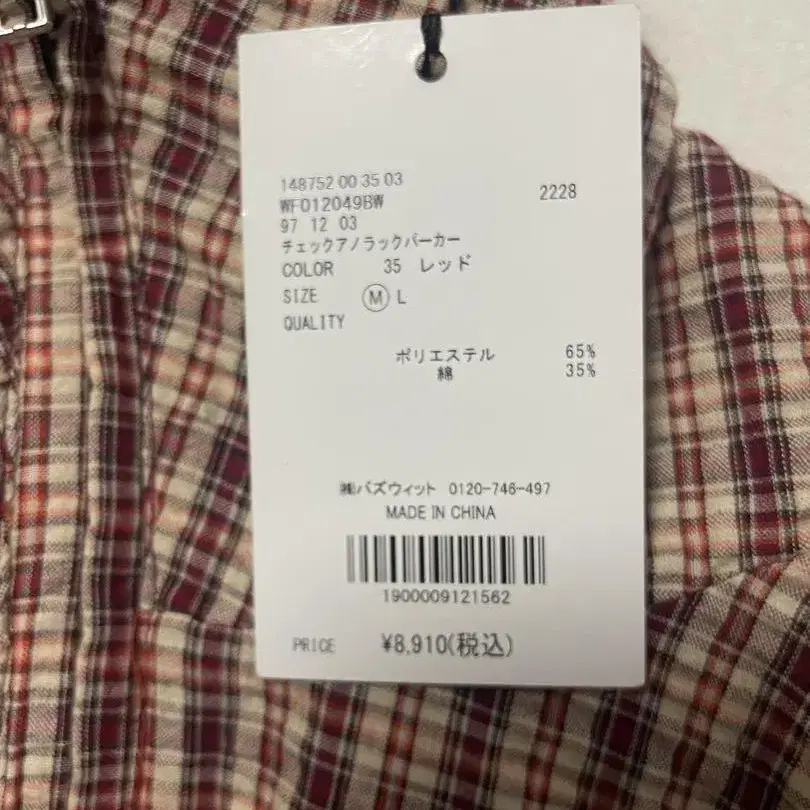 148752 00 35 03
2228
WF012049BW
97 12 03
チェックアノラックパーカー
COLOR 35 レッド
SIZE M L
QUALITY
ポリエステル 65%
綿 35%
㈱バズウィット 0120-746-497
MADE IN CHINA
1900009121562
PRICE ¥8,910(税込)